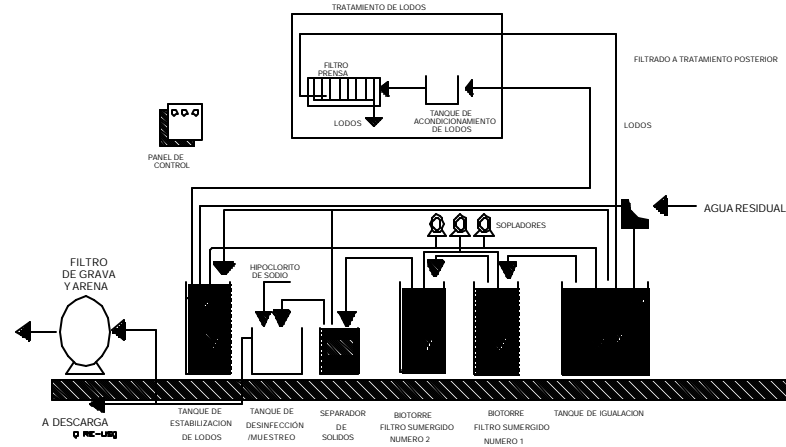 TRATAMIENTO DE LODOS
FILTRADO A TRATAMIENTO POSTERIOR
FILTRO
PRENSA
LODOS
TANQUE DE
ACONDICIONAMIENTO
DE LODOS
LODOS
PANEL DE
CONTROL
AGUA RESIDUAL
SOPLADORES
FILTRO
DE GRAVA
Y ARENA
HIPOCLORITO
DE SODIO
A DESCARGA
TANQUE DE
ESTABILIZACION
DE LODOS
TANQUE DE
DESINFECCIÓN
/MUESTREO
SEPARADOR
DE
SOLIDOS
BIOTORRE
FILTRO SUMERGIDO
NUMERO 2
BIOTORRE
FILTRO SUMERGIDO
NUMERO 1
TANQUE DE IGUALACION